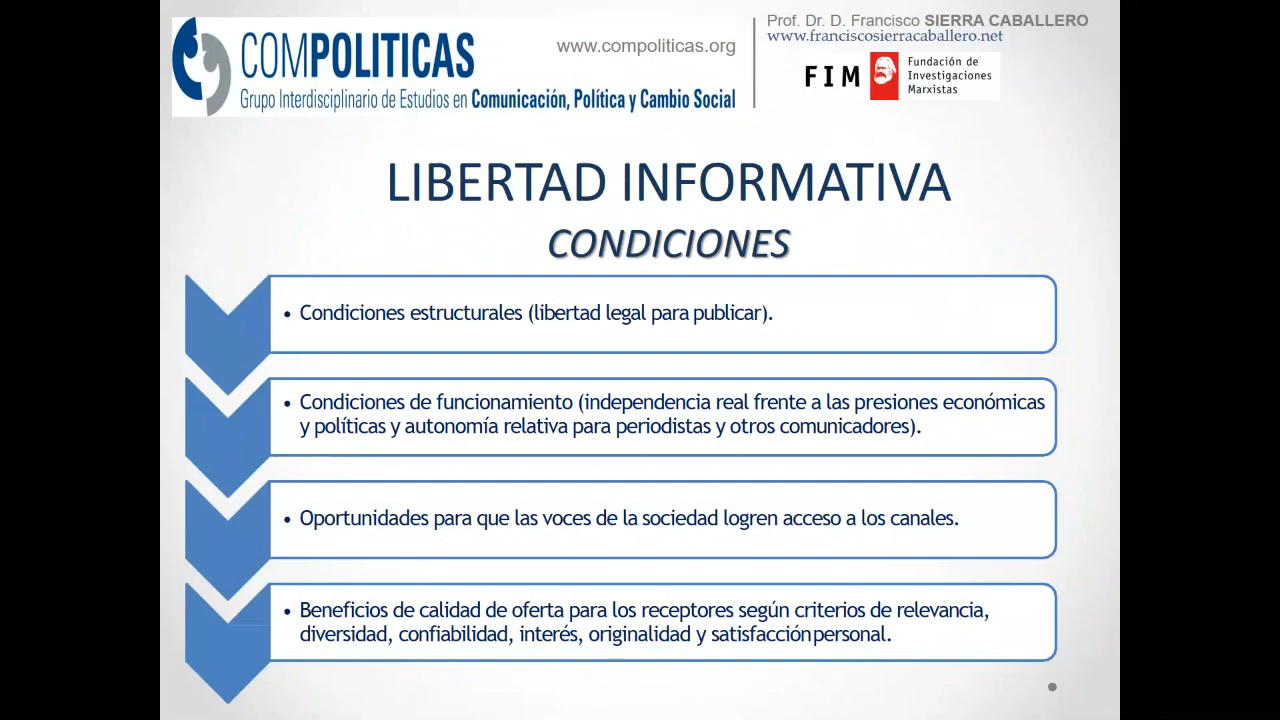 COMPOLITICAS
Grupo Interdisciplinario de Estudios en Comunicación, Política y Cambio Social
www.compoliticas.org
Prof. Dr. D. Francisco SIERRA CABALLERO
www.franciscosierracaballero.net
FIM
Fundación de
Investigaciones
Marxistas
LIBERTAD INFORMATIVA
CONDICIONES
• Condiciones estructurales (libertad legal para publicar).
• Condiciones de funcionamiento (independencia real frente a las presiones económicas
y políticas y autonomía relativa para periodistas y otros comunicadores).
• Oportunidades para que las voces de la sociedad logren acceso a los canales.
• Beneficios de calidad de oferta para los receptores según criterios de relevancia,
diversidad, confiabilidad, interés, originalidad y satisfacción personal.